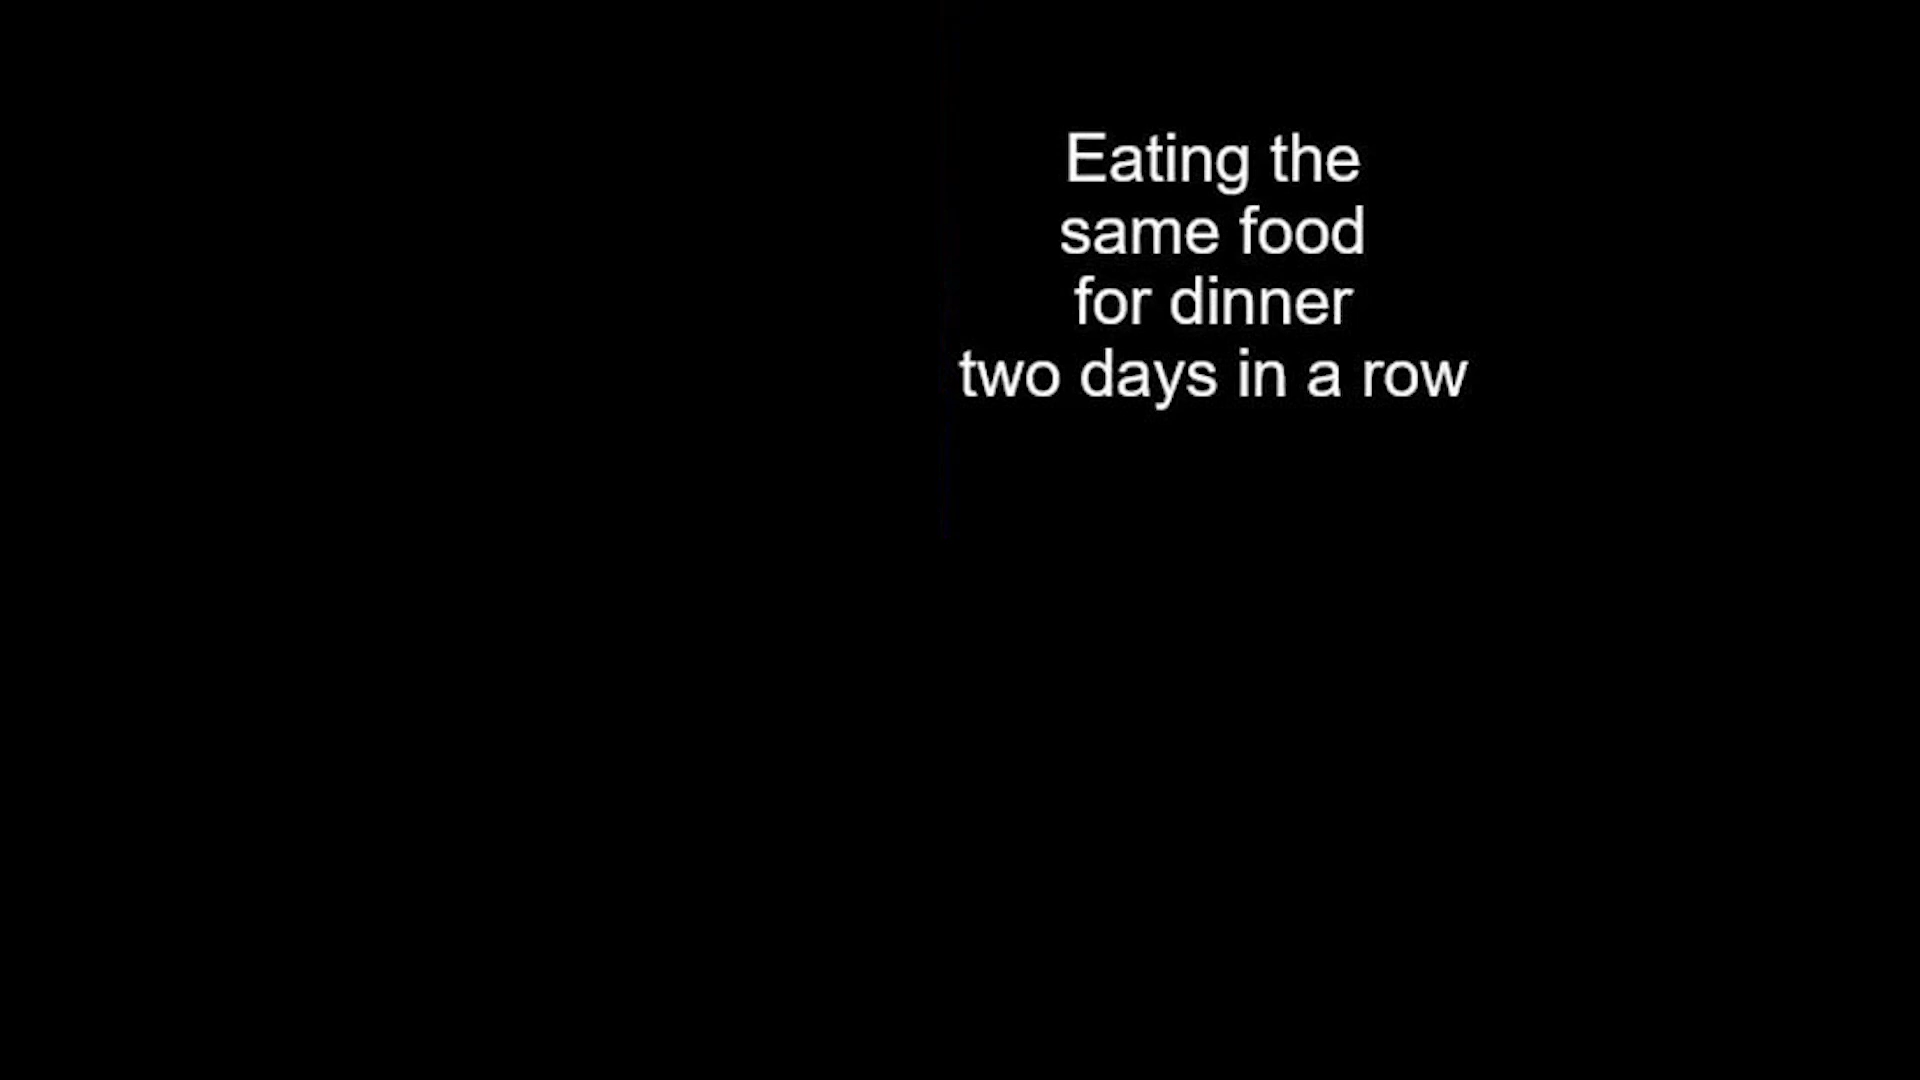 Eating the
same food
for dinner
two days in a row